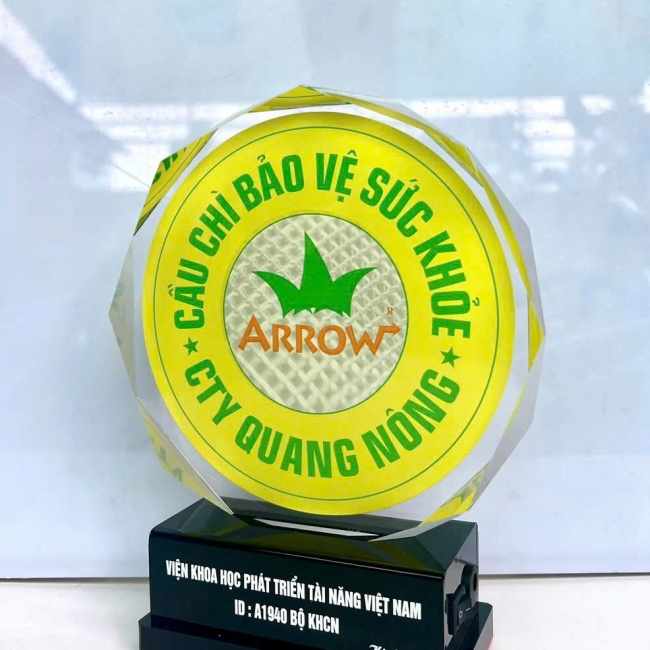 ★ CẦU CHÌ BẢO VỆ SỨC KHỎE ★
ARROW ®
CTY QUANG NÔNG
VIỆN KHOA HỌC PHÁT TRIỂN TÀI NĂNG VIỆT NAM
ID : A1940 BỘ KHCN